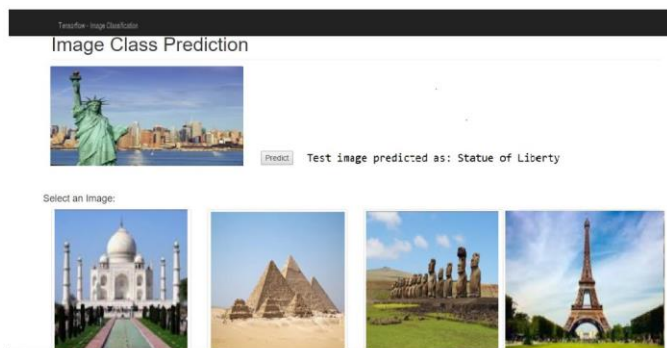 Tensorflow - Image Classification
Image Class Prediction
Predict
Test image predicted as: Statue of Liberty
Select an Image: